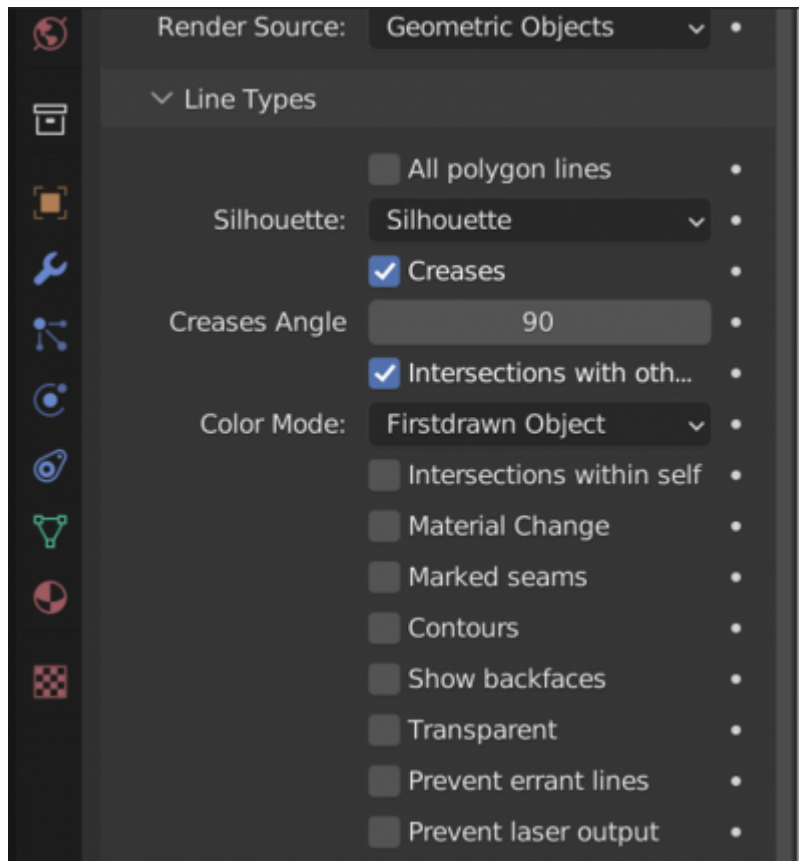 Render Source: Geometric Objects
Line Types
All polygon lines
Silhouette: Silhouette
Creases
Creases Angle 90
Intersections with oth...
Color Mode: Firstdrawn Object
Intersections within self
Material Change
Marked seams
Contours
Show backfaces
Transparent
Prevent errant lines
Prevent laser output